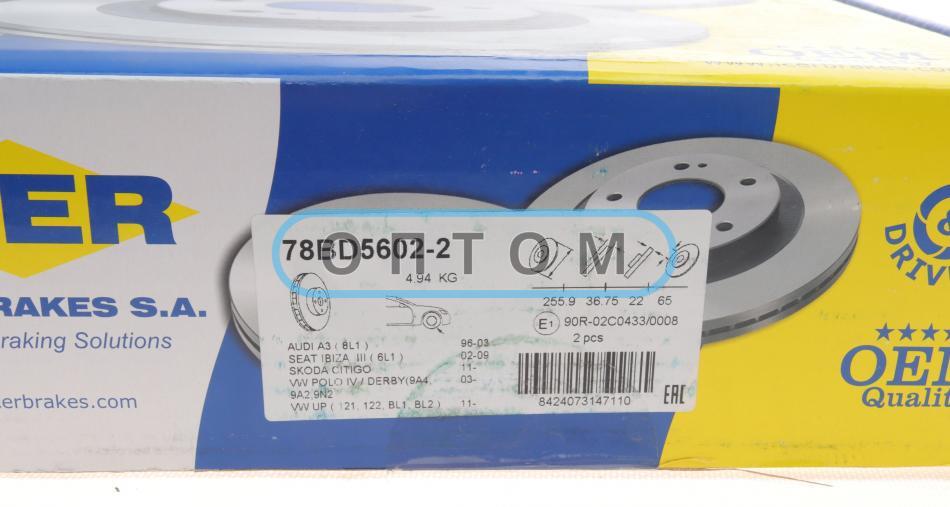 ER
RAKES S.A.
raking Solutions
erbrakes.com
78BD5602-2
4.94 KG
ОПТОМ
255.9 36.75 22 65
E1 90R-02C0433/0008
2 pcs
AUDI A3 ( 8L1 ) 96-03
SEAT IBIZA III ( 6L1 ) 02-09
SKODA CITIGO 11-
VW POLO IV / DERBY(9A4, 03-
9A2,9N2
VW UP ( 121, 122, BL1, BL2 ) 11-
8424073147110
EAC
DRIV
OE
Qualit